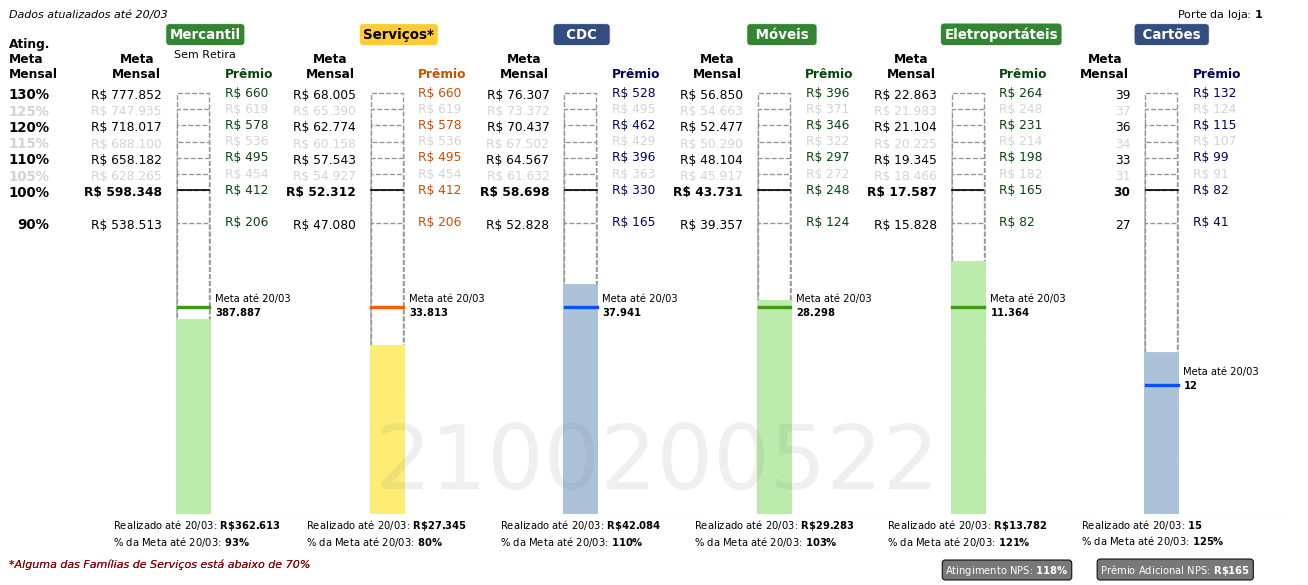 Dados atualizados até 20/03
Porte da loja: 1
Mercantil Serviços* CDC Móveis Eletroportáteis Cartões
Sem Retira
Ating. Meta Mensal
Meta Mensal Prêmio Meta Mensal Prêmio Meta Mensal Prêmio Meta Mensal Prêmio Meta Mensal Prêmio Meta Mensal Prêmio
130% R$ 777.852 R$ 660 R$ 68.005 R$ 660 R$ 76.307 R$ 528 R$ 56.850 R$ 396 R$ 22.863 R$ 264 39 R$ 132
125% R$ 747.935 R$ 619 R$ 65.390 R$ 619 R$ 73.372 R$ 495 R$ 54.663 R$ 371 R$ 21.983 R$ 248 37 R$ 124
120% R$ 718.017 R$ 578 R$ 62.774 R$ 578 R$ 70.437 R$ 462 R$ 52.477 R$ 346 R$ 21.104 R$ 231 36 R$ 115
115% R$ 688.100 R$ 536 R$ 60.158 R$ 536 R$ 67.502 R$ 429 R$ 50.290 R$ 322 R$ 20.225 R$ 214 34 R$ 107
110% R$ 658.182 R$ 495 R$ 57.543 R$ 495 R$ 64.567 R$ 396 R$ 48.104 R$ 297 R$ 19.345 R$ 198 33 R$ 99
105% R$ 628.265 R$ 454 R$ 54.927 R$ 454 R$ 61.632 R$ 363 R$ 45.917 R$ 272 R$ 18.466 R$ 182 31 R$ 91
100% R$ 598.348 R$ 412 R$ 52.312 R$ 412 R$ 58.698 R$ 330 R$ 43.731 R$ 248 R$ 17.587 R$ 165 30 R$ 82
90% R$ 538.513 R$ 206 R$ 47.080 R$ 206 R$ 52.828 R$ 165 R$ 39.357 R$ 124 R$ 15.828 R$ 82 27 R$ 41
Meta até 20/03 Meta até 20/03 Meta até 20/03 Meta até 20/03 Meta até 20/03
387.887 33.813 37.941 28.298 11.364
Meta até 20/03
12
2100200522
Realizado até 20/03: R$362.613 Realizado até 20/03: R$27.345 Realizado até 20/03: R$42.084 Realizado até 20/03: R$29.283 Realizado até 20/03: R$13.782 Realizado até 20/03: 15
% da Meta até 20/03: 93% % da Meta até 20/03: 80% % da Meta até 20/03: 110% % da Meta até 20/03: 103% % da Meta até 20/03: 121% % da Meta até 20/03: 125%
*Alguma das Famílias de Serviços está abaixo de 70%
Atingimento NPS: 118% Prêmio Adicional NPS: R$165